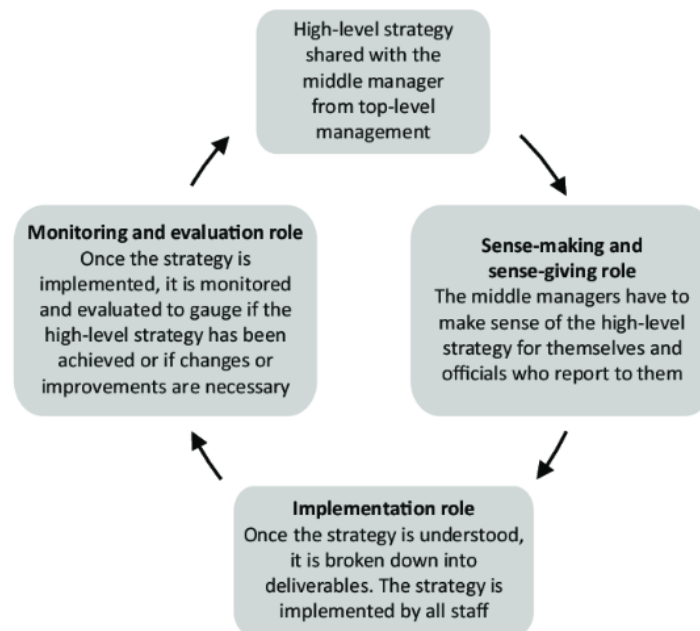 High-level strategy
shared with the
middle manager
from top-level
management
Sense-making and
sense-giving role
The middle managers have to
make sense of the high-level
strategy for themselves and
officials who report to them
Implementation role
Once the strategy is understood,
it is broken down into
deliverables. The strategy is
implemented by all staff
Monitoring and evaluation role
Once the strategy is
implemented, it is monitored
and evaluated to gauge if the
high-level strategy has been
achieved or if changes or
improvements are necessary